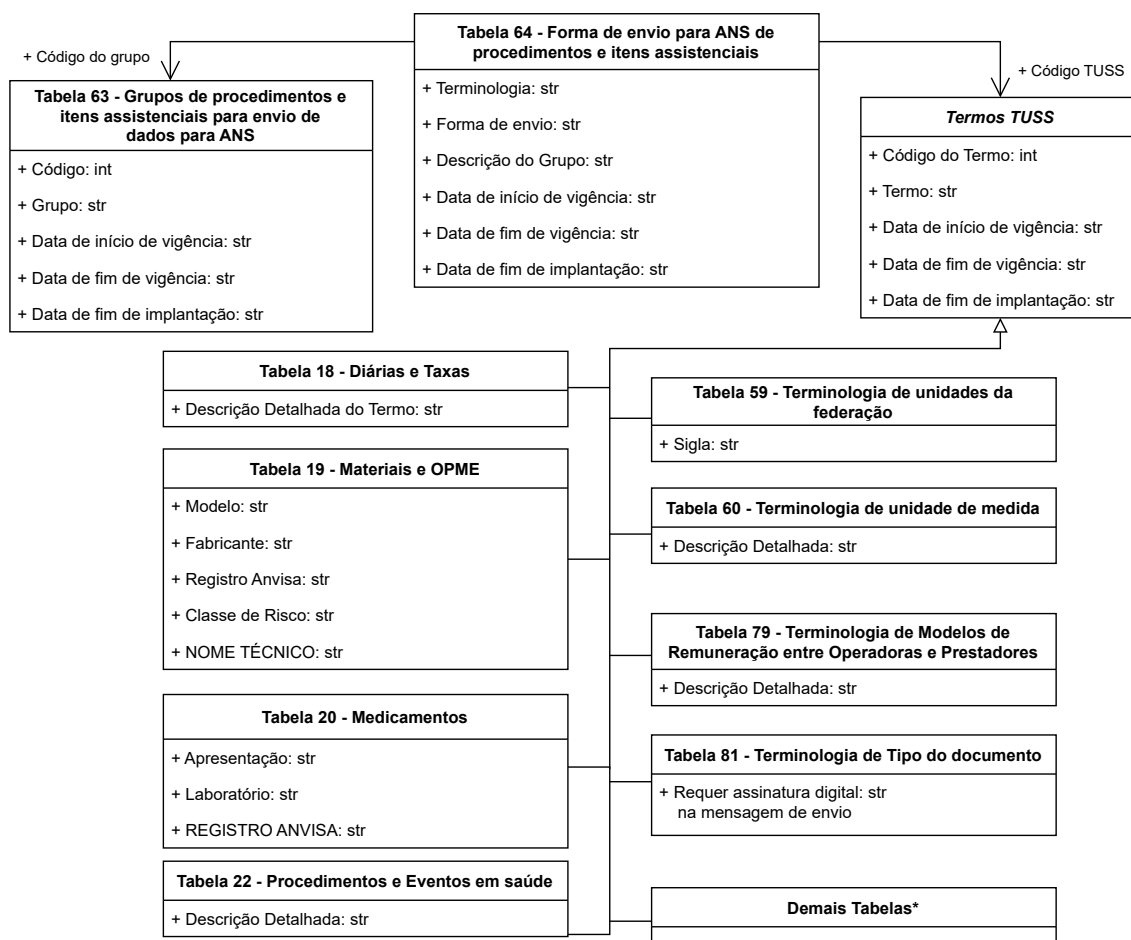 Tabela 64 - Forma de envio para ANS de
procedimentos e itens assistenciais
+ Terminologia: str
+ Forma de envio: str
+ Descrição do Grupo: str
+ Data de início de vigência: str
+ Data de fim de vigência: str
+ Data de fim de implantação: str
+ Código do grupo
Tabela 63 - Grupos de procedimentos e
itens assistenciais para envio de
dados para ANS
+ Código: int
+ Grupo: str
+ Data de início de vigência: str
+ Data de fim de vigência: str
+ Data de fim de implantação: str
+ Código TUSS
Termos TUSS
+ Código do Termo: int
+ Termo: str
+ Data de início de vigência: str
+ Data de fim de vigência: str
+ Data de fim de implantação: str
Tabela 18 - Diárias e Taxas
+ Descrição Detalhada do Termo: str
Tabela 19 - Materiais e OPME
+ Modelo: str
+ Fabricante: str
+ Registro Anvisa: str
+ Classe de Risco: str
+ NOME TÉCNICO: str
Tabela 20 - Medicamentos
+ Apresentação: str
+ Laboratório: str
+ REGISTRO ANVISA: str
Tabela 22 - Procedimentos e Eventos em saúde
+ Descrição Detalhada: str
Tabela 59 - Terminologia de unidades da
federação
+ Sigla: str
Tabela 60 - Terminologia de unidade de medida
+ Descrição Detalhada: str
Tabela 79 - Terminologia de Modelos de
Remuneração entre Operadoras e Prestadores
+ Descrição Detalhada: str
Tabela 81 - Terminologia de Tipo do documento
+ Requer assinatura digital: str
na mensagem de envio
Demais Tabelas*